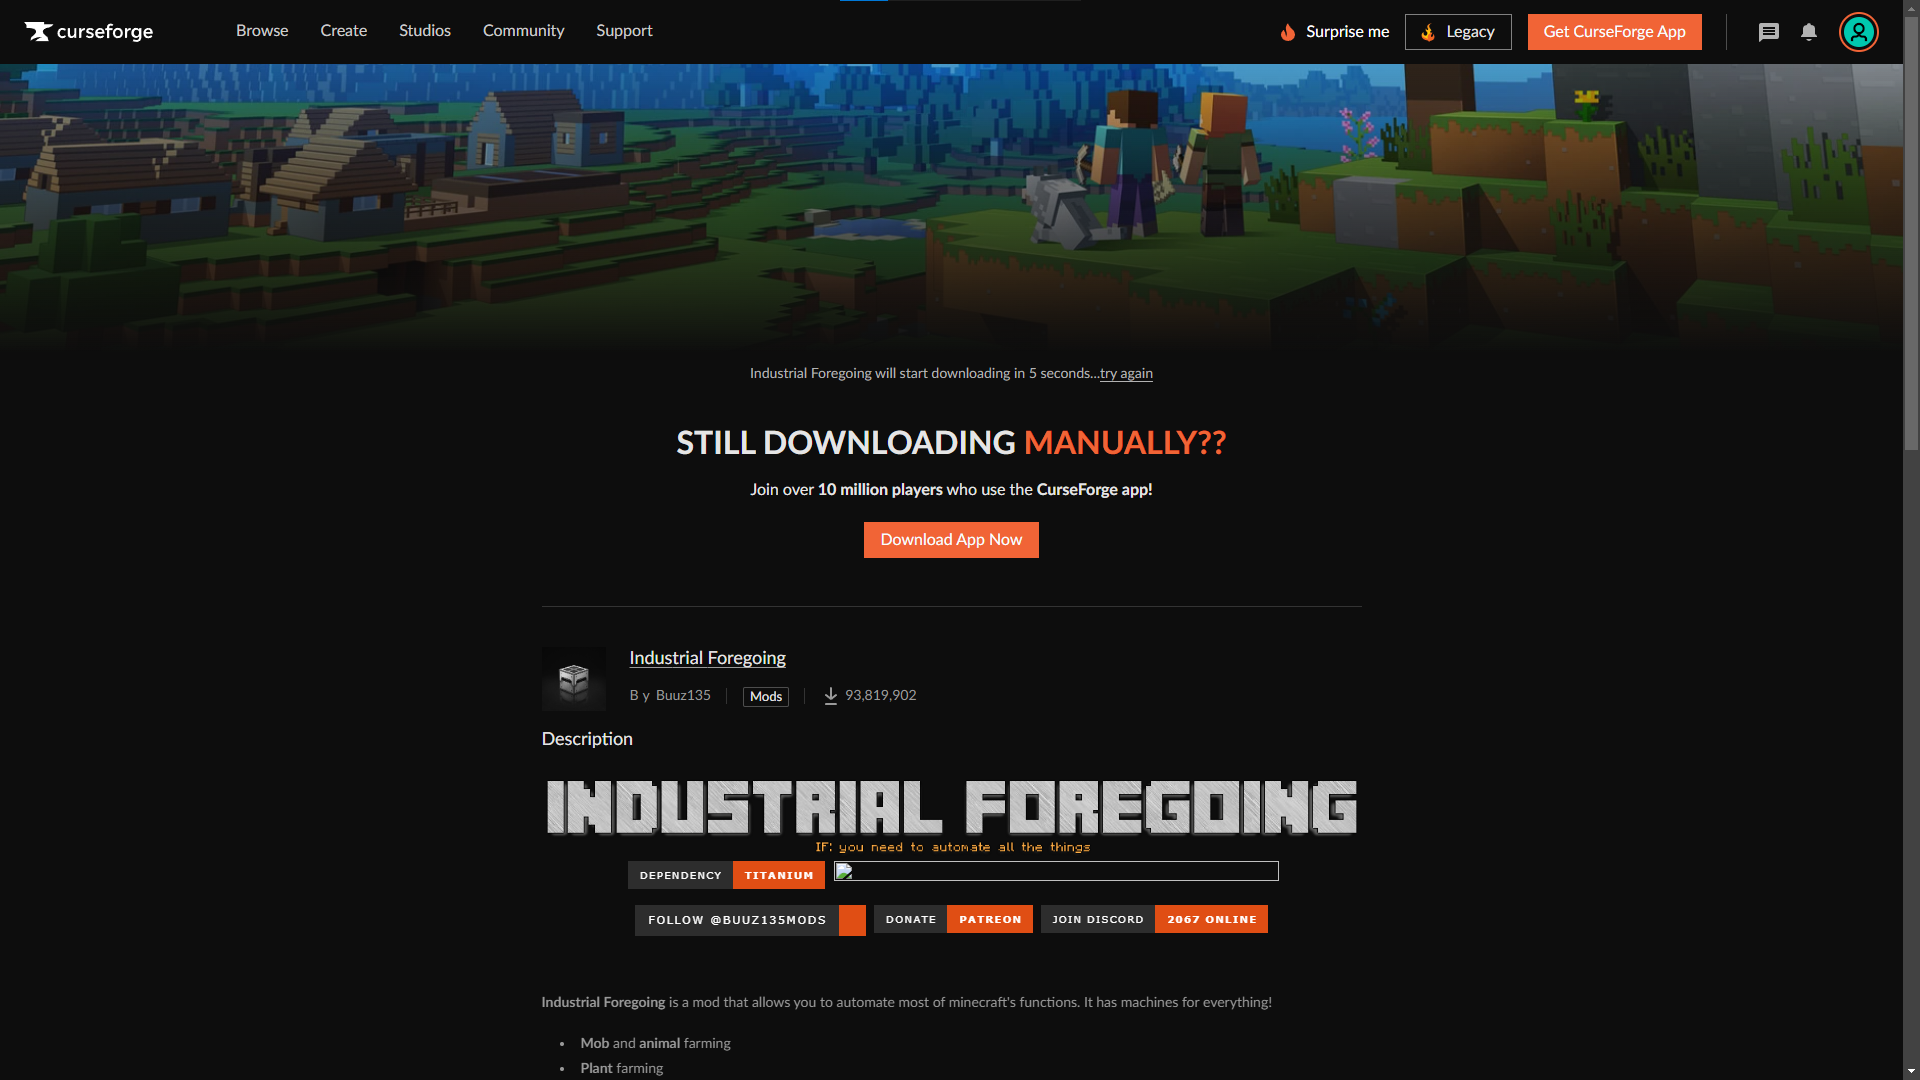 curseforge Browse Create Studios Community Support Surprise me Legacy Get CurseForge App
Industrial Foregoing will start downloading in 5 seconds...try again
STILL DOWNLOADING MANUALLY??
Join over 10 million players who use the CurseForge app!
Download App Now
Industrial Foregoing
By Buuz135 Mods 93,819,902
Description
INDUSTRIAL FOREGOING
IF: you need to automate all the things
DEPENDENCY TITANIUM
FOLLOW @BUUZ135MODS DONATE PATREON JOIN DISCORD 2067 ONLINE
Industrial Foregoing is a mod that allows you to automate most of minecraft's functions. It has machines for everything!
• Mob and animal farming
• Plant farming